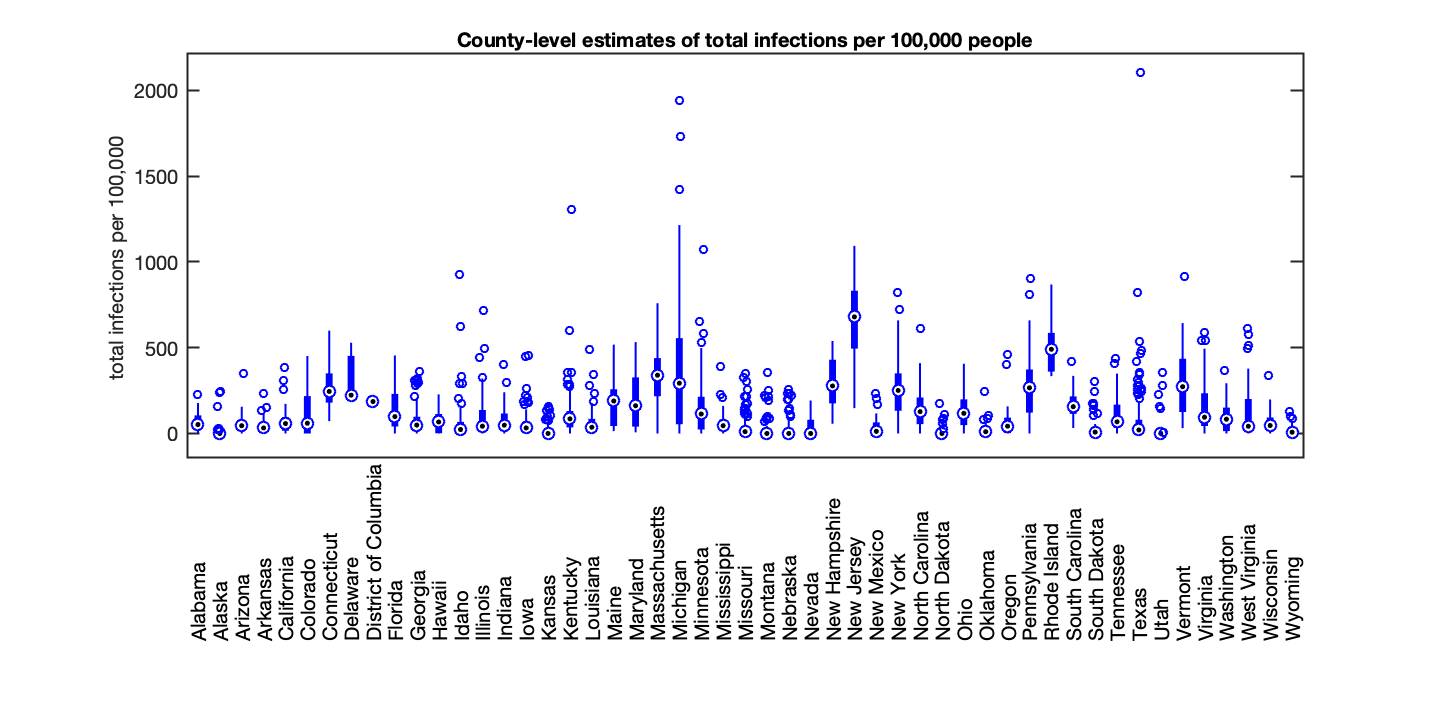 County-level estimates of total infections per 100,000 people
total infections per 100,000
2000
1500
1000
500
0
Alabama
Alaska
Arizona
Arkansas
California
Colorado
Connecticut
Delaware
District of Columbia
Florida
Georgia
Hawaii
Idaho
Illinois
Indiana
Iowa
Kansas
Kentucky
Louisiana
Maine
Maryland
Massachusetts
Michigan
Minnesota
Mississippi
Missouri
Montana
Nebraska
Nevada
New Hampshire
New Jersey
New Mexico
New York
North Carolina
North Dakota
Ohio
Oklahoma
Oregon
Pennsylvania
Rhode Island
South Carolina
South Dakota
Tennessee
Texas
Utah
Vermont
Virginia
Washington
West Virginia
Wisconsin
Wyoming